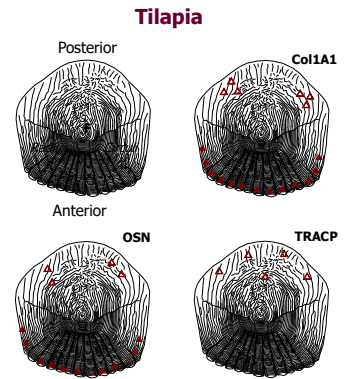 Tilapia
Posterior
Col1A1
Anterior
OSN
TRACP